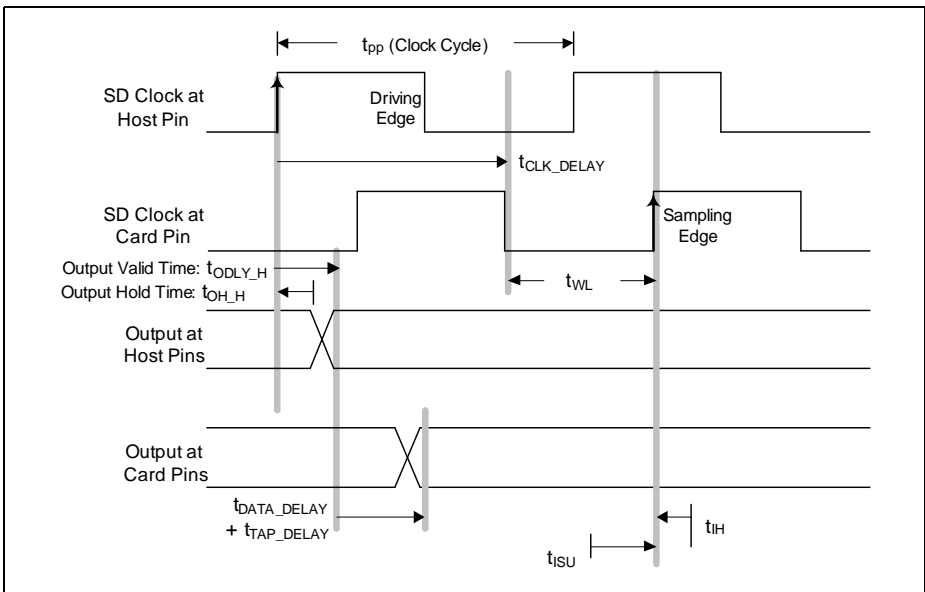 tpp (Clock Cycle)
SD Clock at
Host Pin
Driving
Edge
tCLK_DELAY
SD Clock at
Card Pin
Sampling
Edge
Output Valid Time: tODLY_H
Output Hold Time: tOH_H
tWL
Output at
Host Pins
Output at
Card Pins
tDATA_DELAY
+ tTAP_DELAY
tIH
tISU